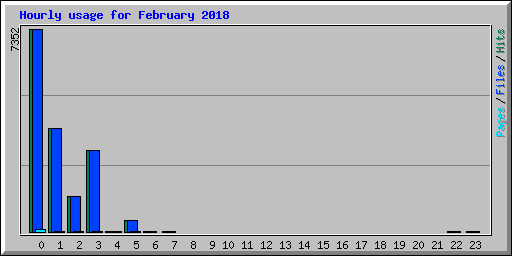 Hourly usage for February 2018
7352
Pages/Files/Hits
0 1 2 3 4 5 6 7 8 9 10 11 12 13 14 15 16 17 18 19 20 21 22 23